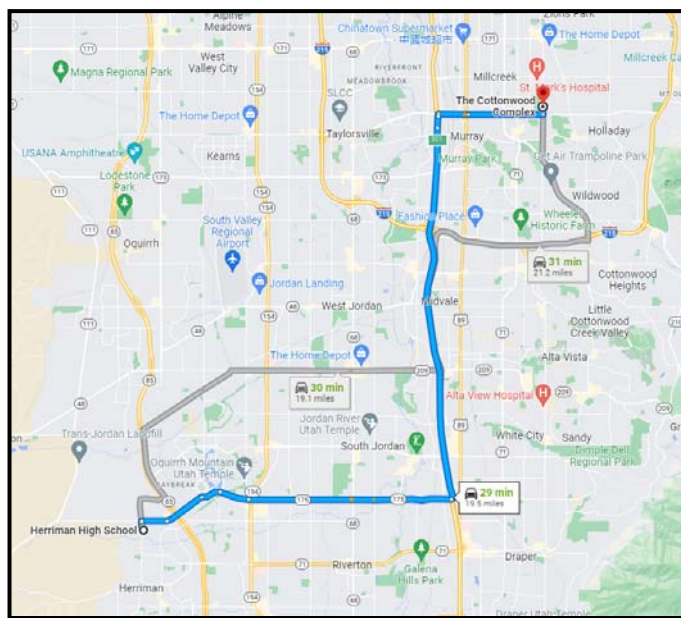 Alpine
Meadows
Zions Park
Chinatown Supermarket
中國城超市
The Home Depot
West
Valley City
RIVERFRONT
MEADOWBROOK
Millcreek
Magna Regional Park
SLCC
St. Mark's Hospital
The Cottonwood
Complex
The Home Depot
Taylorsville
Murray
Holladay
USANA Amphitheatre
Kearns
Murray Park
Get Air Trampoline Park
Lodestone
Park
Wildwood
South Valley
Regional
Airport
Fashion Place
Wheeler
Historic Farm
Oquirrh
31 min
21.2 miles
Jordan Landing
Cottonwood
Heights
West Jordan
Midvale
Little
Cottonwood
Creek Valley
The Home Depot
Alta Vista
30 min
19.1 miles
Alta View Hospital
Jordan River
Utah Temple
Trans-Jordan Landfill
White City
Sandy
South Jordan
Dimple Dell
Regional Park
Oquirrh Mountain
Utah Temple
DAYBREAK
29 min
19.5 miles
Herriman High School
Draper
Riverton
Galena
Hills Park
Herriman
Draper Utah Temple